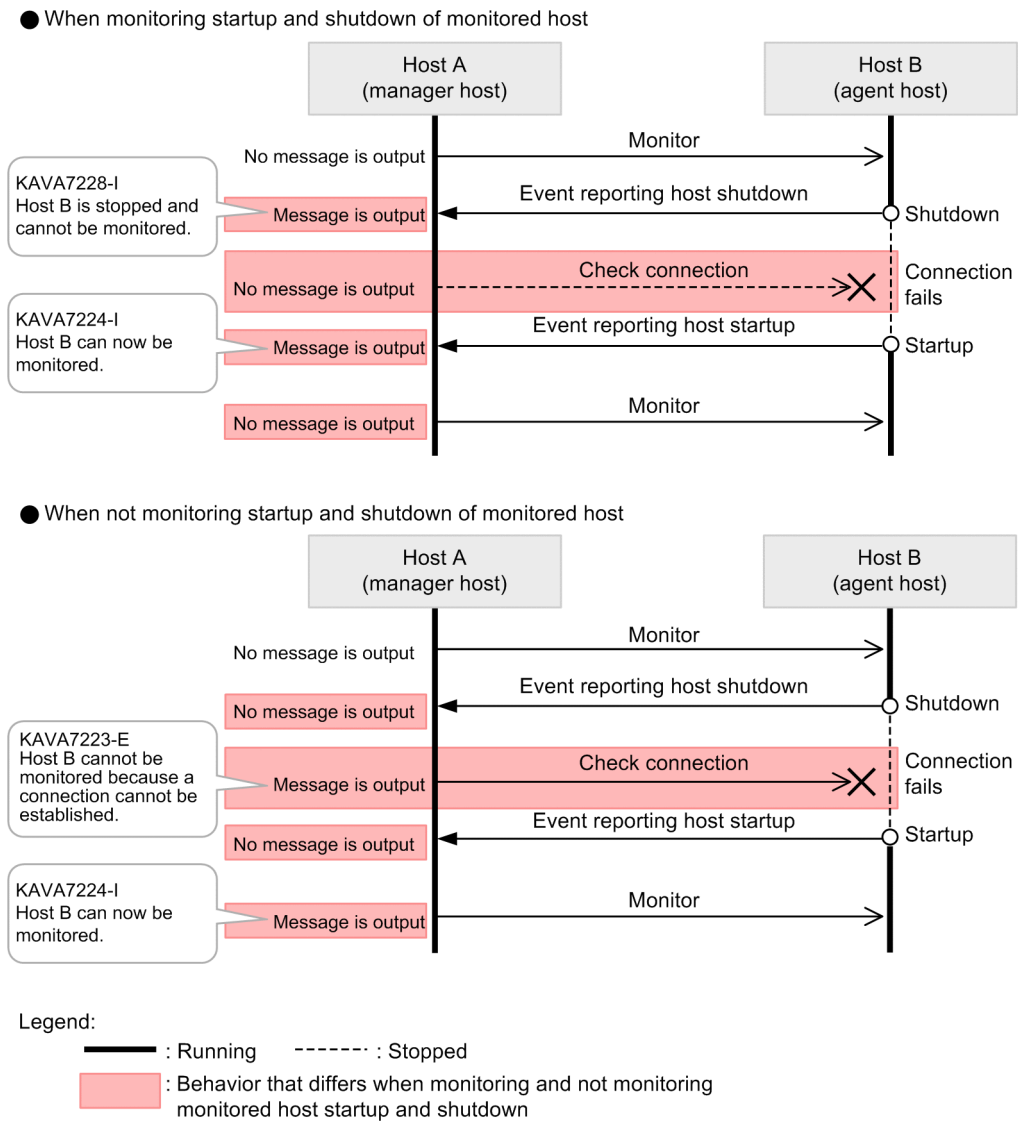 ● When monitoring startup and shutdown of monitored host
Host A
(manager host)
Host B
(agent host)
No message is output
Monitor
KAVA7228-I
Host B is stopped and
cannot be monitored.
Message is output
Event reporting host shutdown
Shutdown
No message is output
Check connection
Connection
fails
KAVA7224-I
Host B can now be
monitored.
Message is output
Event reporting host startup
Startup
No message is output
Monitor
● When not monitoring startup and shutdown of monitored host
Host A
(manager host)
Host B
(agent host)
No message is output
Monitor
No message is output
Event reporting host shutdown
Shutdown
KAVA7223-E
Host B cannot be
monitored because a
connection cannot be
established.
Message is output
Check connection
Connection
fails
No message is output
Event reporting host startup
Startup
KAVA7224-I
Host B can now be
monitored.
Message is output
Monitor
Legend:
: Running
: Stopped
: Behavior that differs when monitoring and not monitoring
monitored host startup and shutdown